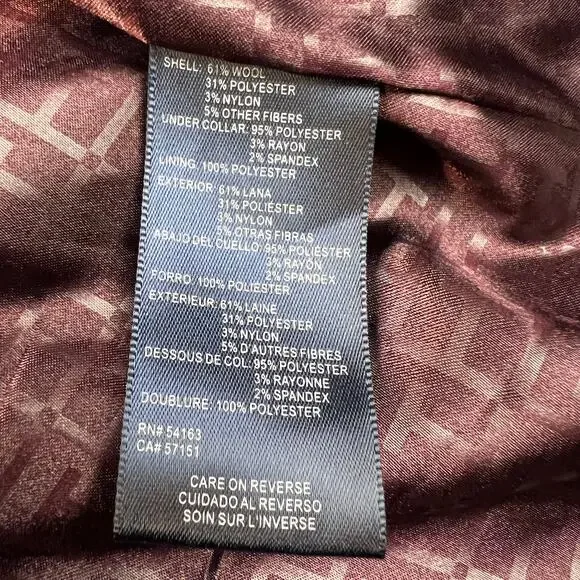 SHELL: 61% WOOL
31% POLYESTER
3% NYLON
5% OTHER FIBERS
UNDER COLLAR: 95% POLYESTER
3% RAYON
2% SPANDEX
LINING: 100% POLYESTER
EXTERIOR: 61% LANA
31% POLIESTER
3% NYLON
5% OTRAS FIBRAS
ABAJO DEL CUELLO: 95% POLIESTER
3% RAYON
2% SPANDEX
FORRO: 100% POLIESTER
EXTERIEUR: 61% LAINE
31% POLYESTER
3% NYLON
5% D'AUTRES FIBRES
DESSOUS DE COL: 95% POLYESTER
3% RAYONNE
2% SPANDEX
DOUBLURE: 100% POLYESTER
RN# 54163
CA# 57151
CARE ON REVERSE
CUIDADO AL REVERSO
SOIN SUR L'INVERSE